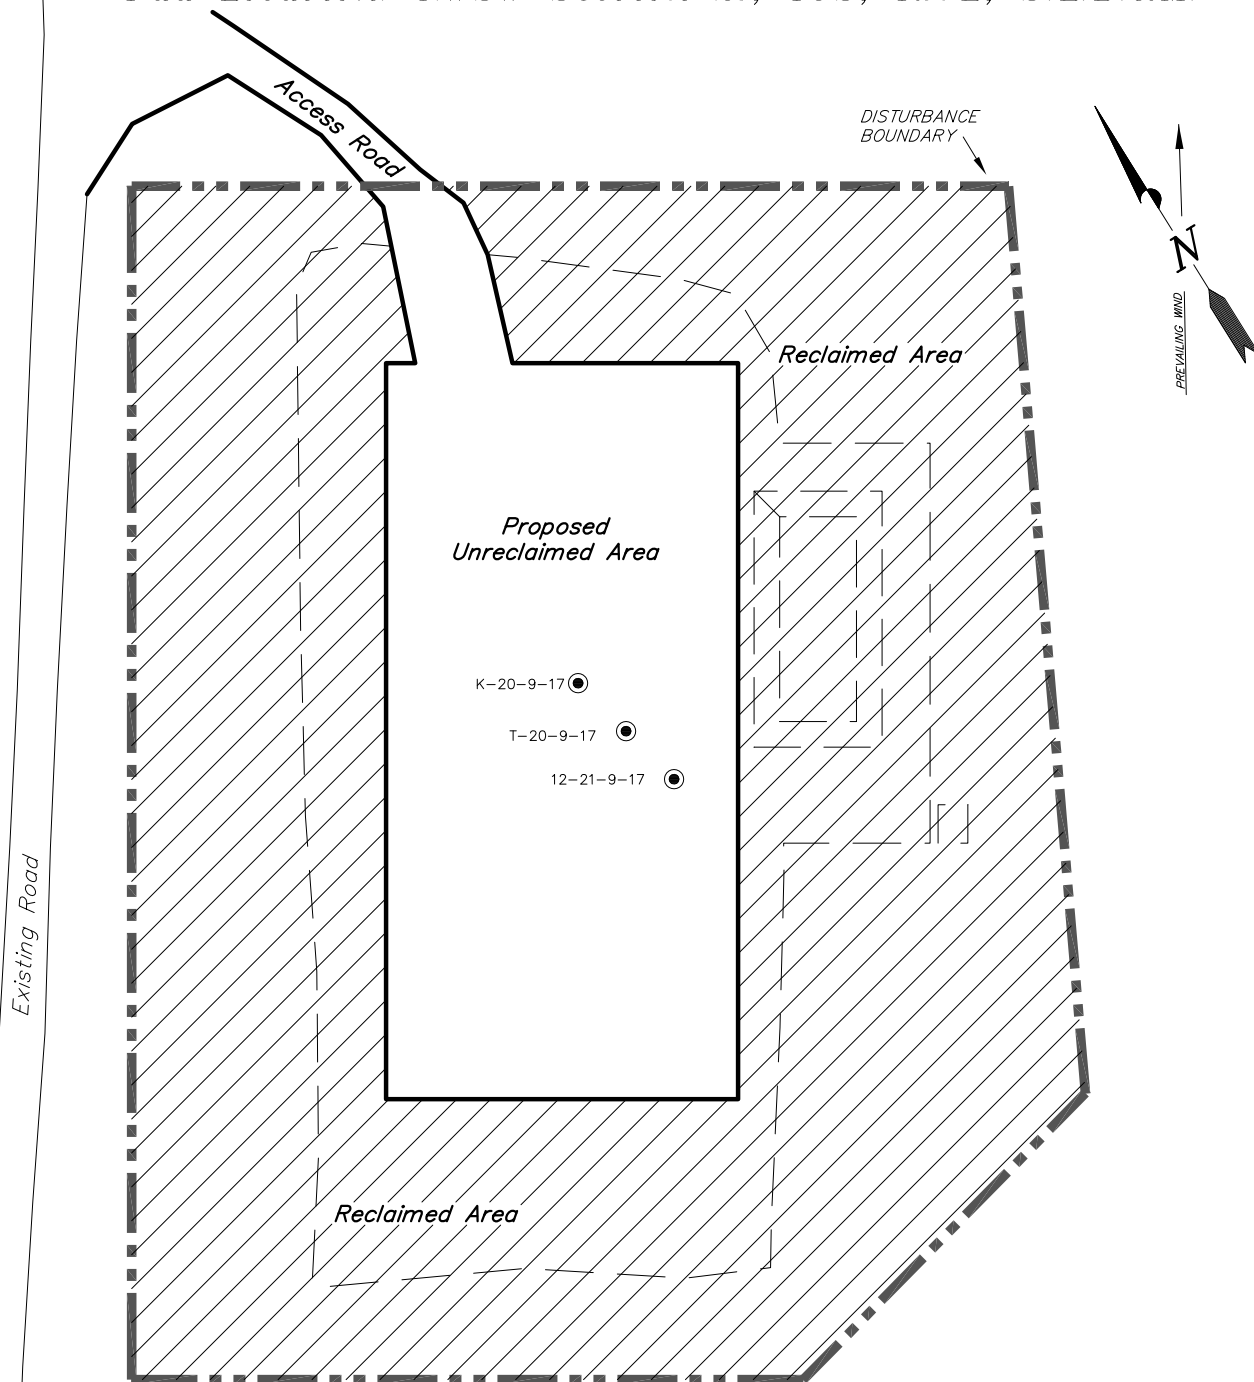 Access Road
DISTURBANCE
BOUNDARY
N
PREVAILING WIND
Reclaimed Area
Proposed
Unreclaimed Area
K-20-9-17
T-20-9-17
12-21-9-17
Existing Road
Reclaimed Area